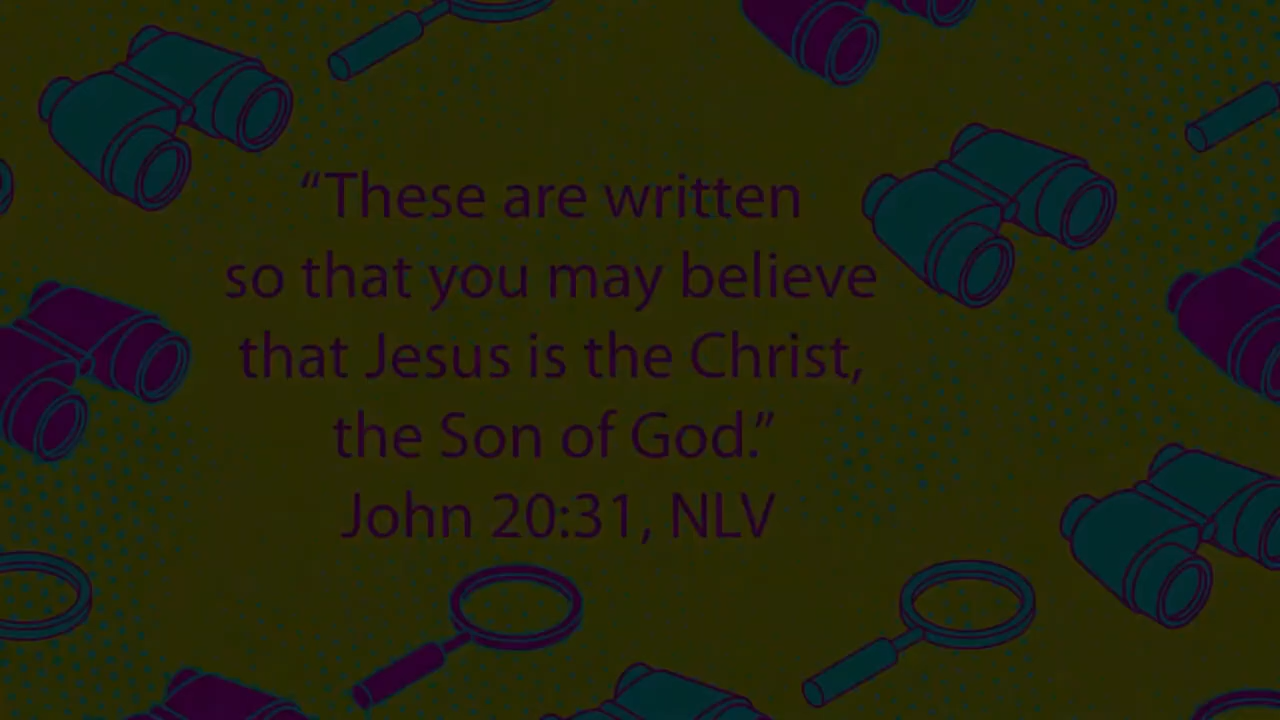 “These are written
so that you may believe
that Jesus is the Christ,
the Son of God.”
John 20:31, NLV